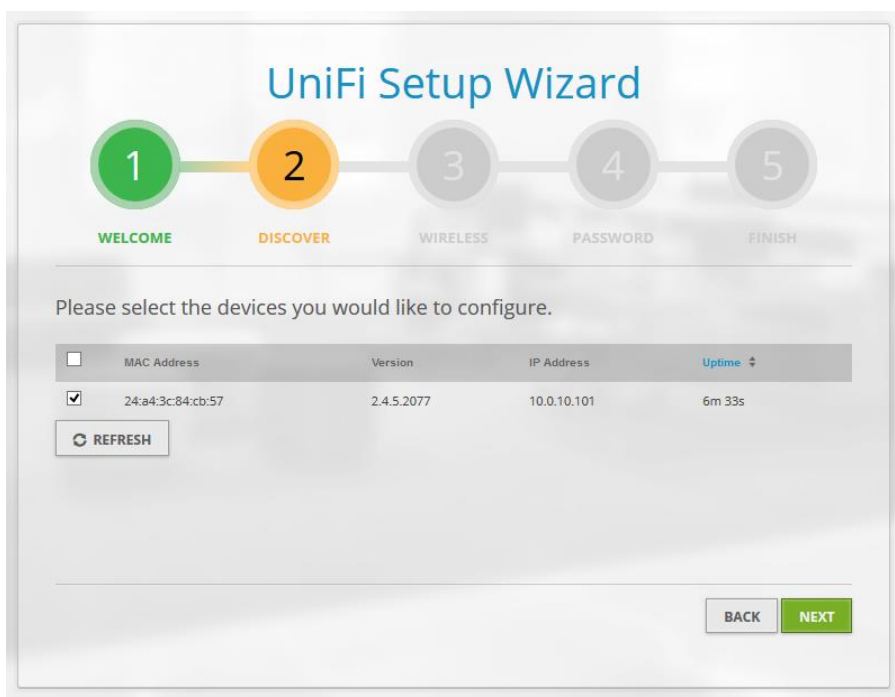 UniFi Setup Wizard
1 2 3 4 5
WELCOME DISCOVER WIRELESS PASSWORD FINISH
Please select the devices you would like to configure.
MAC Address Version IP Address Uptime
24:a4:3c:84:cb:57 2.4.5.2077 10.0.10.101 6m 33s
REFRESH
BACK NEXT